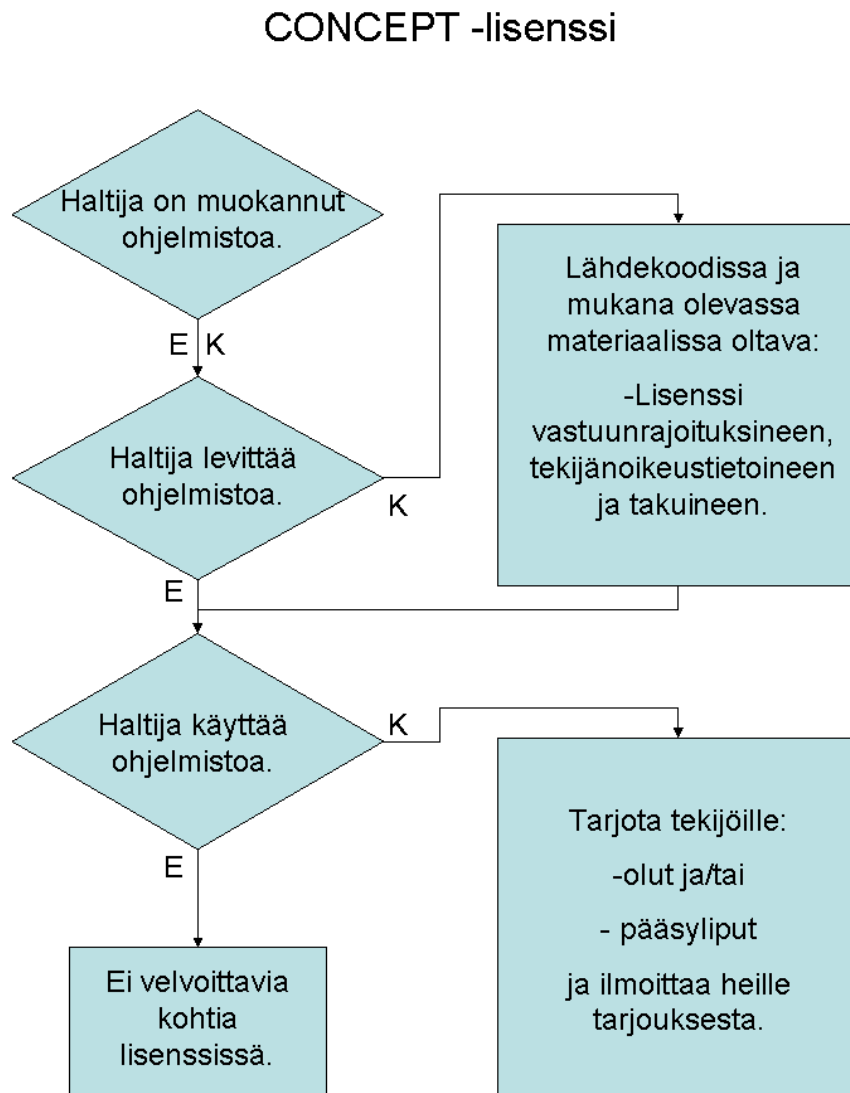 CONCEPT -lisenssi
Haltija on muokannut
ohjelmistoa.
E K
Haltija levittää
ohjelmistoa.
K
E
Lähdekoodissa ja
mukana olevassa
materiaalissa oltava:
-Lisenssi
vastuunrajoituksineen,
tekijänoikeustietoineen
ja takuineen.
Haltija käyttää
ohjelmistoa.
K
E
Tarjota tekijöille:
-olut ja/tai
- pääsyliput
ja ilmoittaa heille
tarjouksesta.
Ei velvoittavia
kohtia
lisenssissä.